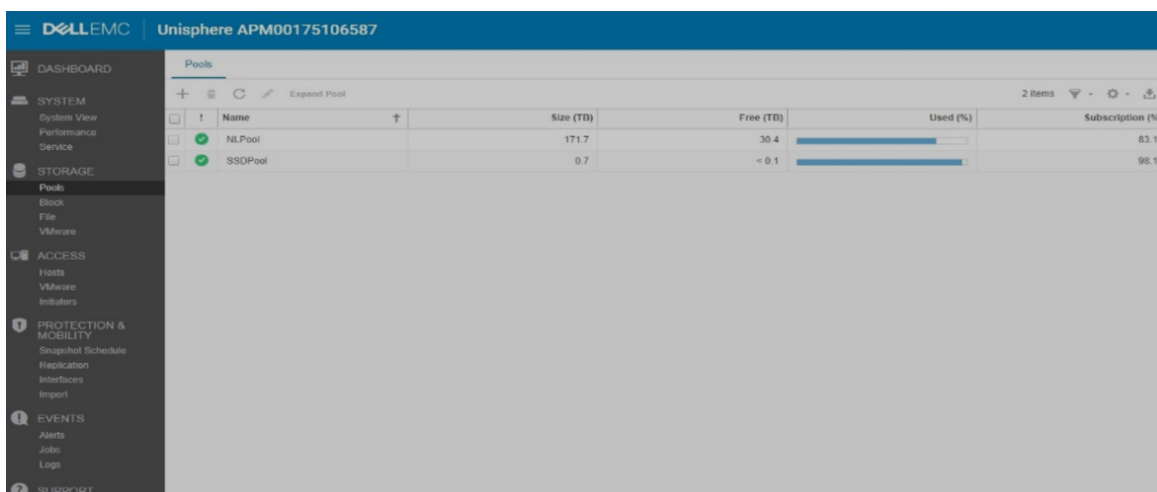 DELLEMC Unisphere APM00175106587
DASHBOARD
SYSTEM
System View
Performance
Service
STORAGE
Pools
Block
File
VMware
ACCESS
Hosts
VMware
Initiators
PROTECTION &
MOBILITY
Snapshot Schedule
Replication
Interfaces
Import
EVENTS
Alerts
Jobs
Logs
SUPPORT
Pools
Expand Pool 2 items
! Name Size (TB) Free (TB) Used (%) Subscription (%
NLPool 171.7 30.4 83.1
SSDPool 0.7 < 0.1 98.1